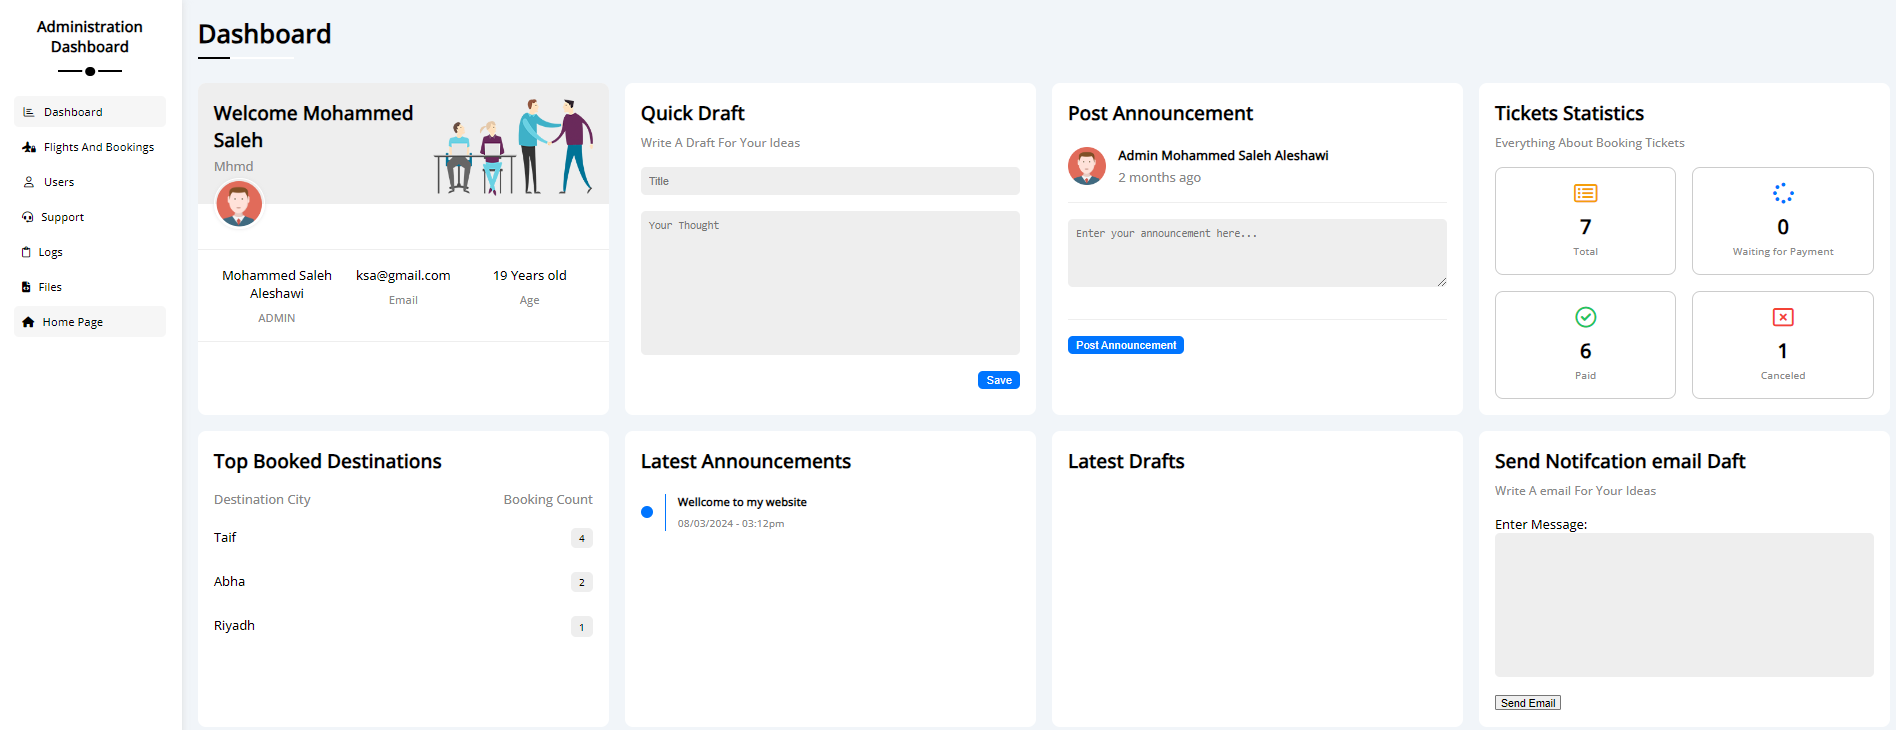 Administration
Dashboard
Dashboard
Flights And Bookings
Users
Support
Logs
Files
Home Page
Dashboard
Welcome Mohammed
Saleh
Mhmd
Mohammed Saleh
Aleshawi
ADMIN
ksa@gmail.com
Email
19 Years old
Age
Quick Draft
Write A Draft For Your Ideas
Title
Your Thought
Save
Post Announcement
Admin Mohammed Saleh Aleshawi
2 months ago
Enter your announcement here...
Post Announcement
Tickets Statistics
Everything About Booking Tickets
7
Total
0
Waiting for Payment
6
Paid
1
Canceled
Top Booked Destinations
Destination City Booking Count
Taif 4
Abha 2
Riyadh 1
Latest Announcements
Wellcome to my website
08/03/2024 - 03:12pm
Latest Drafts
Send Notifcation email Daft
Write A email For Your Ideas
Enter Message:
Send Email